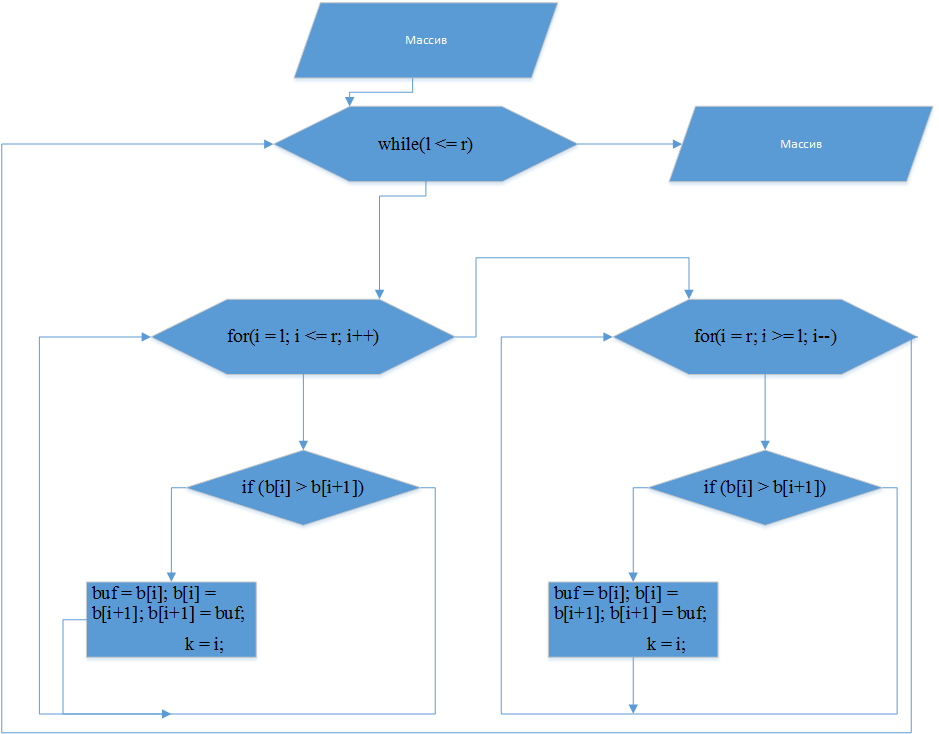 Массив
while(l <= r)
Массив
for(i = l; i <= r; i++)
for(i = r; i >= l; i--)
if (b[i] > b[i+1])
if (b[i] > b[i+1])
buf = b[i]; b[i] =
b[i+1]; b[i+1] = buf;
k = i;
buf = b[i]; b[i] =
b[i+1]; b[i+1] = buf;
k = i;